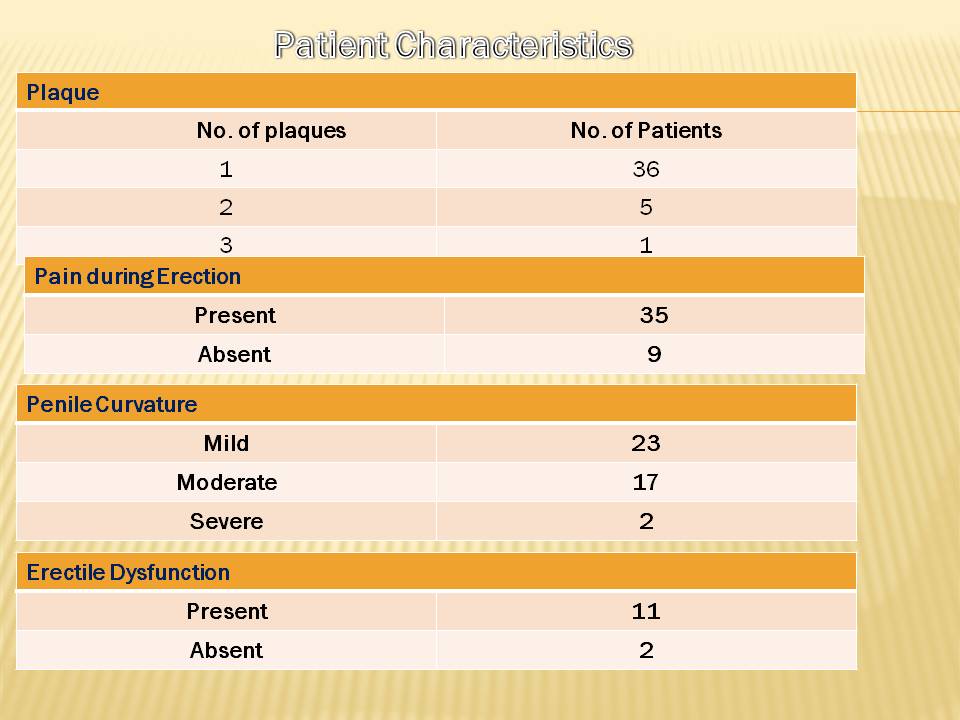 Patient Characteristics
Plaque
No. of plaques No. of Patients
1 36
2 5
3 1
Pain during Erection
Present 35
Absent 9
Penile Curvature
Mild 23
Moderate 17
Severe 2
Erectile Dysfunction
Present 11
Absent 2